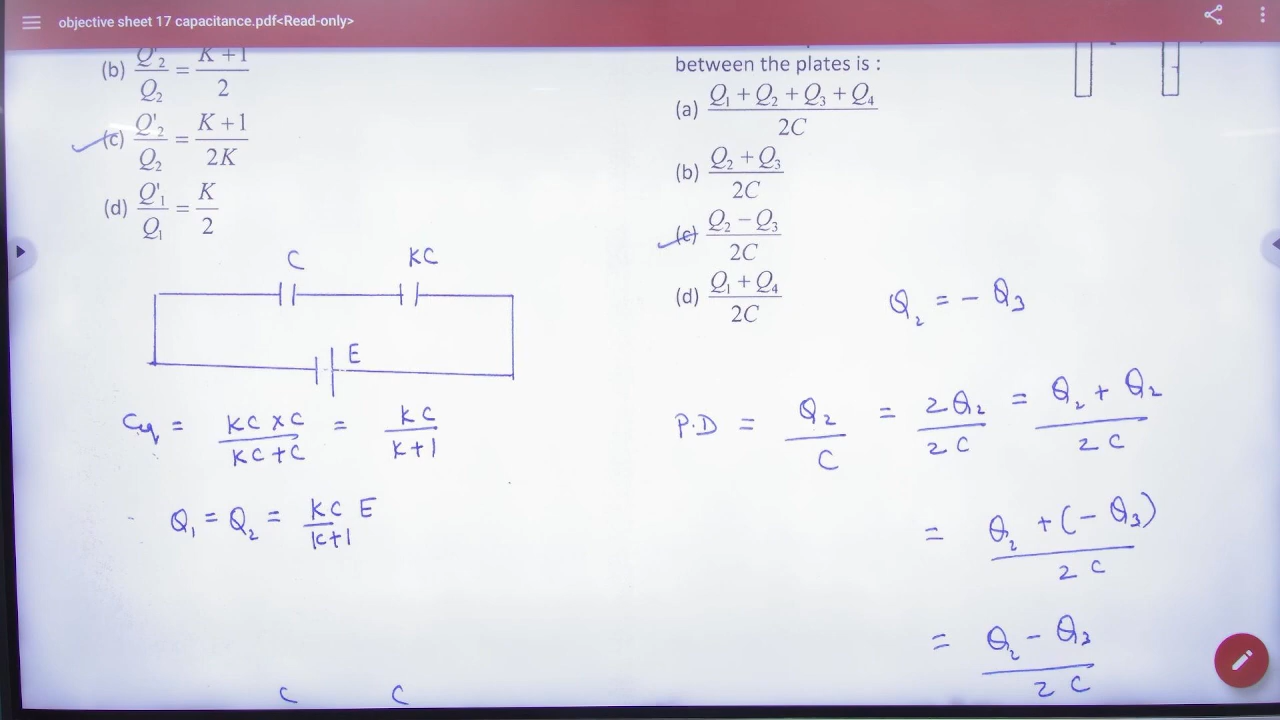 objective sheet 17 capacitance.pdf<Read-only>
(b) Q'2/Q2 = K+1/2
(c) Q'2/Q2 = K+1/2K
(d) Q'1/Q1 = K/2
C KC
E
Ceq = KC×C/KC+C = KC/K+1
Q1 = Q2 = KC/K+1 E
C C
between the plates is :
(a) Q1+Q2+Q3+Q4/2C
(b) Q2+Q3/2C
(c) Q2−Q3/2C
(d) Q1+Q4/2C
Q2 = − Q3
P.D = Q2/C = 2Q2/2C = Q2+Q2/2C
= Q2+(−Q3)/2C
= Q2−Q3/2C